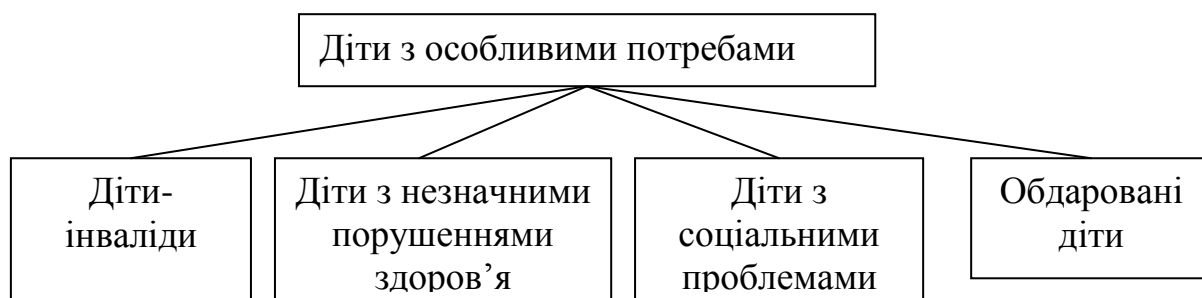 Діти з особливими потребами
Діти-
інваліди
Діти з незначними
порушеннями
здоров’я
Діти з
соціальними
проблемами
Обдаровані
діти